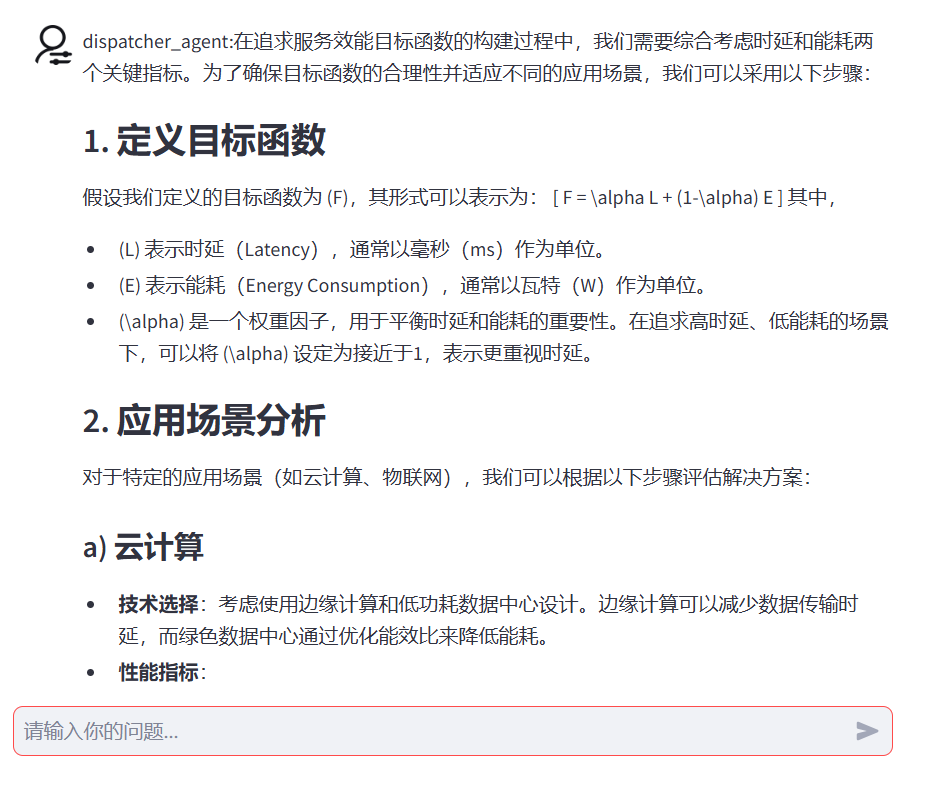 dispatcher_agent:在追求服务效能目标函数的构建过程中，我们需要综合考虑时延和能耗两
个关键指标。为了确保目标函数的合理性并适应不同的应用场景，我们可以采用以下步骤：
1. 定义目标函数
假设我们定义的目标函数为 (F)，其形式可以表示为： [ F = \alpha L + (1-\alpha) E ] 其中，
(L) 表示时延（Latency），通常以毫秒（ms）作为单位。
(E) 表示能耗（Energy Consumption），通常以瓦特（W）作为单位。
(\alpha) 是一个权重因子，用于平衡时延和能耗的重要性。在追求高时延、低能耗的场景
下，可以将 (\alpha) 设定为接近于1，表示更重视时延。
2. 应用场景分析
对于特定的应用场景（如云计算、物联网），我们可以根据以下步骤评估解决方案：
a) 云计算
技术选择：考虑使用边缘计算和低功耗数据中心设计。边缘计算可以减少数据传输时
延，而绿色数据中心通过优化能效比来降低能耗。
性能指标：
请输入你的问题...